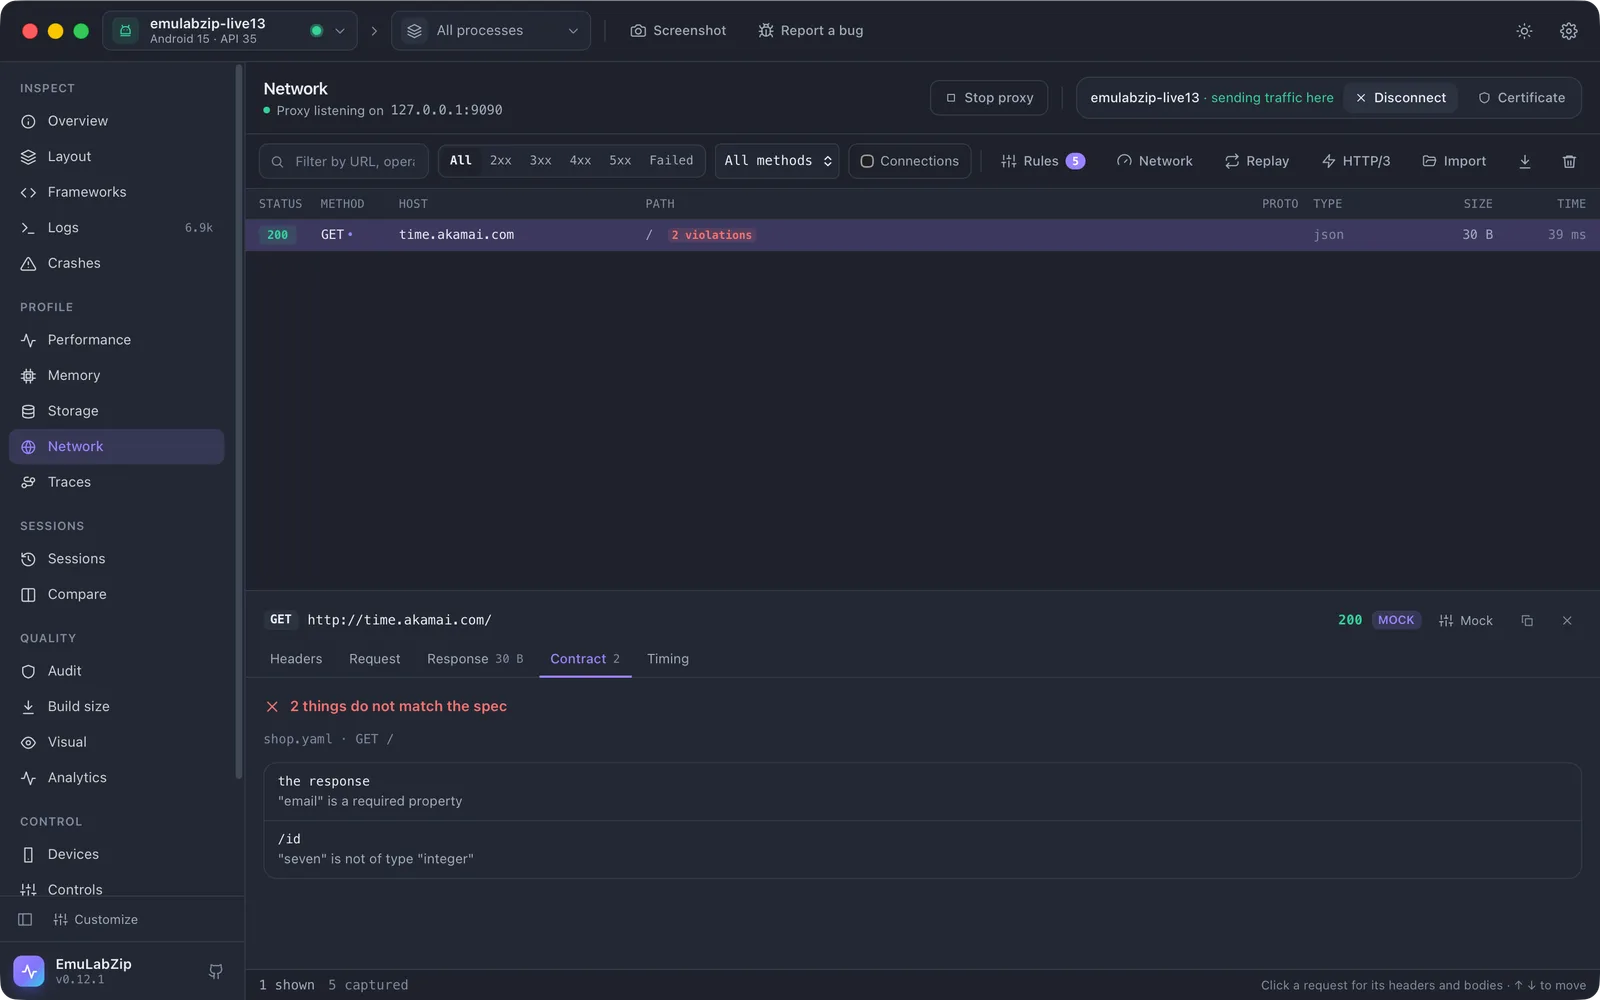 emulabzip-live13
Android 15 · API 35
All processes
Screenshot
Report a bug
INSPECT
Overview
Layout
Frameworks
Logs 6.9k
Crashes
PROFILE
Performance
Memory
Storage
Network
Traces
SESSIONS
Sessions
Compare
QUALITY
Audit
Build size
Visual
Analytics
CONTROL
Devices
Controls
Customize
EmuLabZip
v0.12.1
Network
Proxy listening on 127.0.0.1:9090
Stop proxy
emulabzip-live13 · sending traffic here
Disconnect
Certificate
Filter by URL, opera
All 2xx 3xx 4xx 5xx Failed
All methods
Connections
Rules 5
Network
Replay
HTTP/3
Import
STATUS METHOD HOST PATH PROTO TYPE SIZE TIME
200 GET • time.akamai.com / 2 violations json 30 B 39 ms
GET http://time.akamai.com/
200 MOCK Mock
Headers Request Response 30 B Contract 2 Timing
2 things do not match the spec
shop.yaml · GET /
the response
"email" is a required property
/id
"seven" is not of type "integer"
1 shown 5 captured
Click a request for its headers and bodies · ↑ ↓ to move